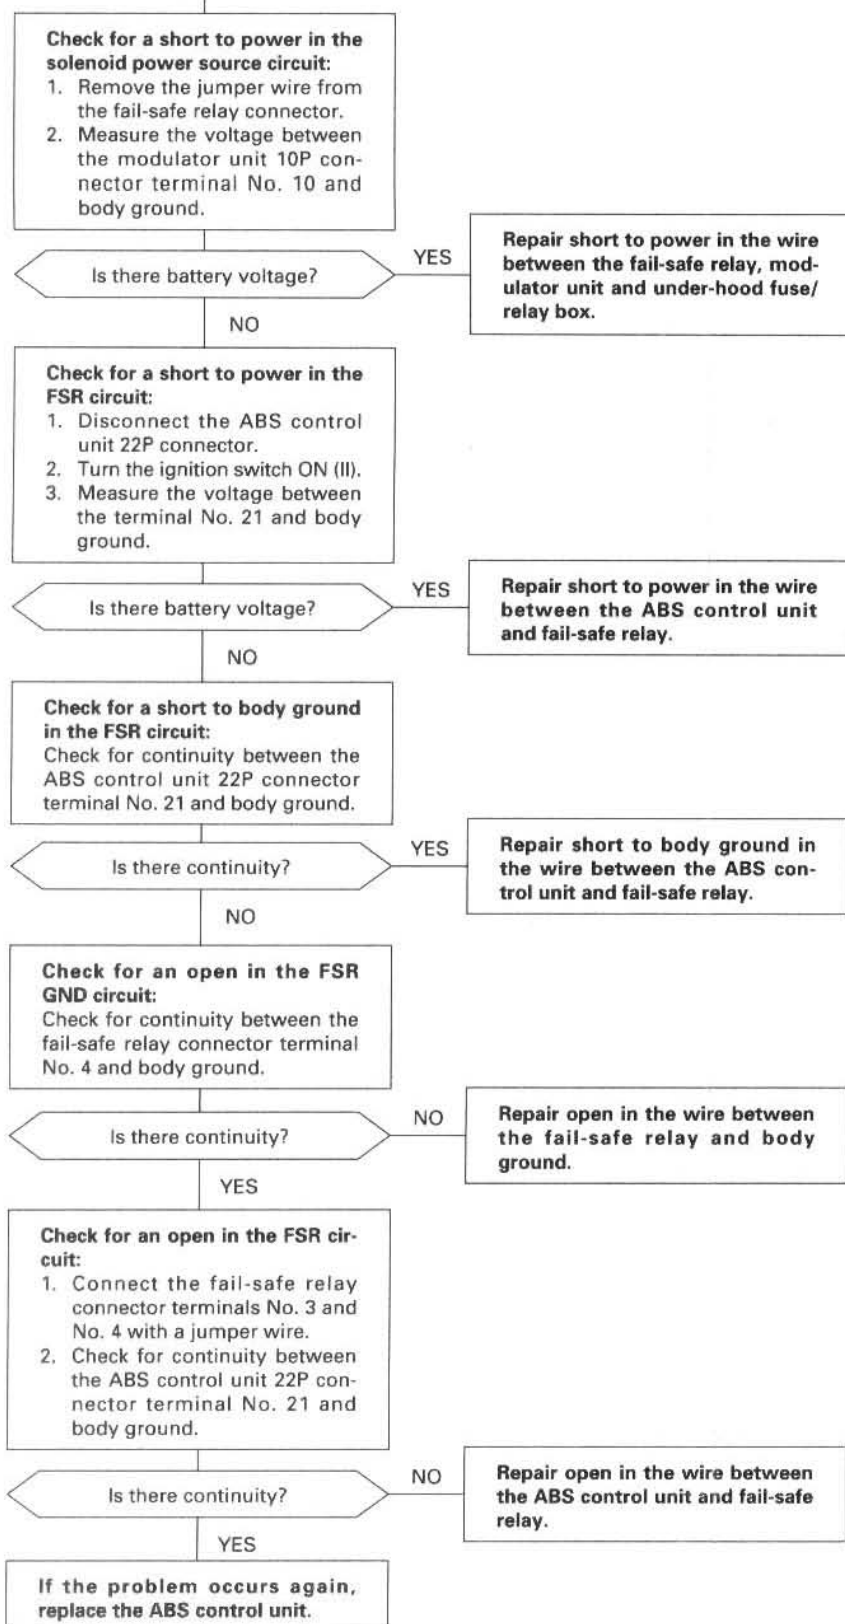 Check for a short to power in the
solenoid power source circuit:
1. Remove the jumper wire from
the fail-safe relay connector.
2. Measure the voltage between
the modulator unit 10P con-
nector terminal No. 10 and
body ground.
Is there battery voltage?
YES
Repair short to power in the wire
between the fail-safe relay, mod-
ulator unit and under-hood fuse/
relay box.
NO
Check for a short to power in the
FSR circuit:
1. Disconnect the ABS control
unit 22P connector.
2. Turn the ignition switch ON (II).
3. Measure the voltage between
the terminal No. 21 and body
ground.
Is there battery voltage?
YES
Repair short to power in the wire
between the ABS control unit
and fail-safe relay.
NO
Check for a short to body ground
in the FSR circuit:
Check for continuity between the
ABS control unit 22P connector
terminal No. 21 and body ground.
Is there continuity?
YES
Repair short to body ground in
the wire between the ABS con-
trol unit and fail-safe relay.
NO
Check for an open in the FSR
GND circuit:
Check for continuity between the
fail-safe relay connector terminal
No. 4 and body ground.
Is there continuity?
NO
Repair open in the wire between
the fail-safe relay and body
ground.
YES
Check for an open in the FSR cir-
cuit:
1. Connect the fail-safe relay
connector terminals No. 3 and
No. 4 with a jumper wire.
2. Check for continuity between
the ABS control unit 22P con-
nector terminal No. 21 and
body ground.
Is there continuity?
NO
Repair open in the wire between
the ABS control unit and fail-safe
relay.
YES
If the problem occurs again,
replace the ABS control unit.